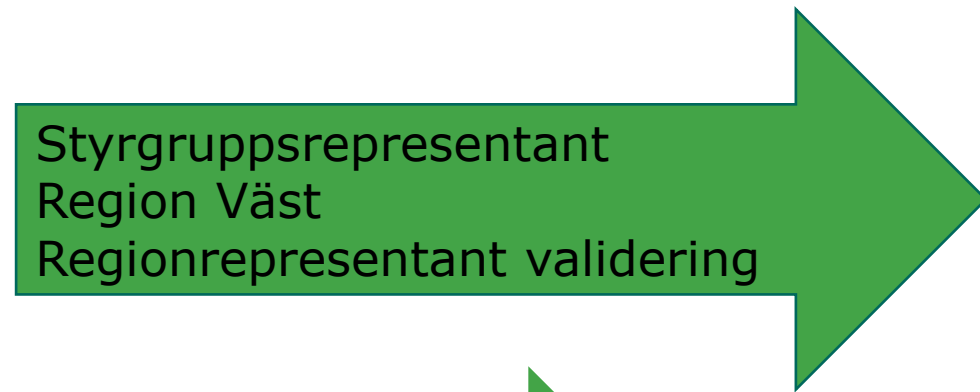 Styrgruppsrepresentant
Region Väst
Regionrepresentant validering